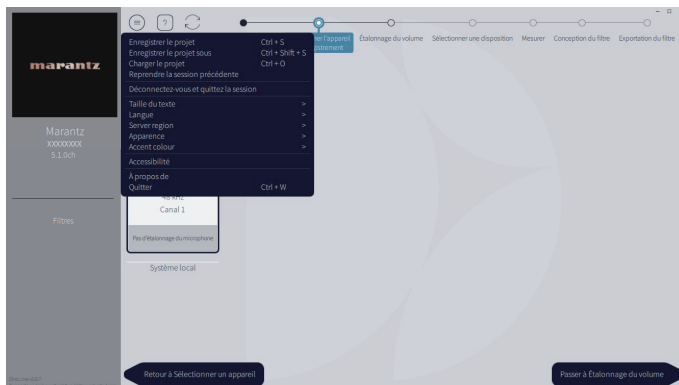 marantz
Marantz
XXXXXXXX
5.1.0ch
Filtres
?
Enregistrer le projet Ctrl + S
Enregistrer le projet sous Ctrl + Shift + S
Charger le projet Ctrl + O
Reprendre la session précédente
Déconnectez-vous et quittez la session
Taille du texte >
Langue >
Server region >
Apparence >
Accent colour >
Accessibilité
À propos de
Quitter Ctrl + W
l'appareil
Étalonnage du volume
Sélectionner une disposition
Mesurer
Conception du filtre
Exportation du filtre
48 kHz
Canal 1
Pas d'étalonnage du microphone
Système local
Retour à Sélectionner un appareil
Passer à Étalonnage du volume